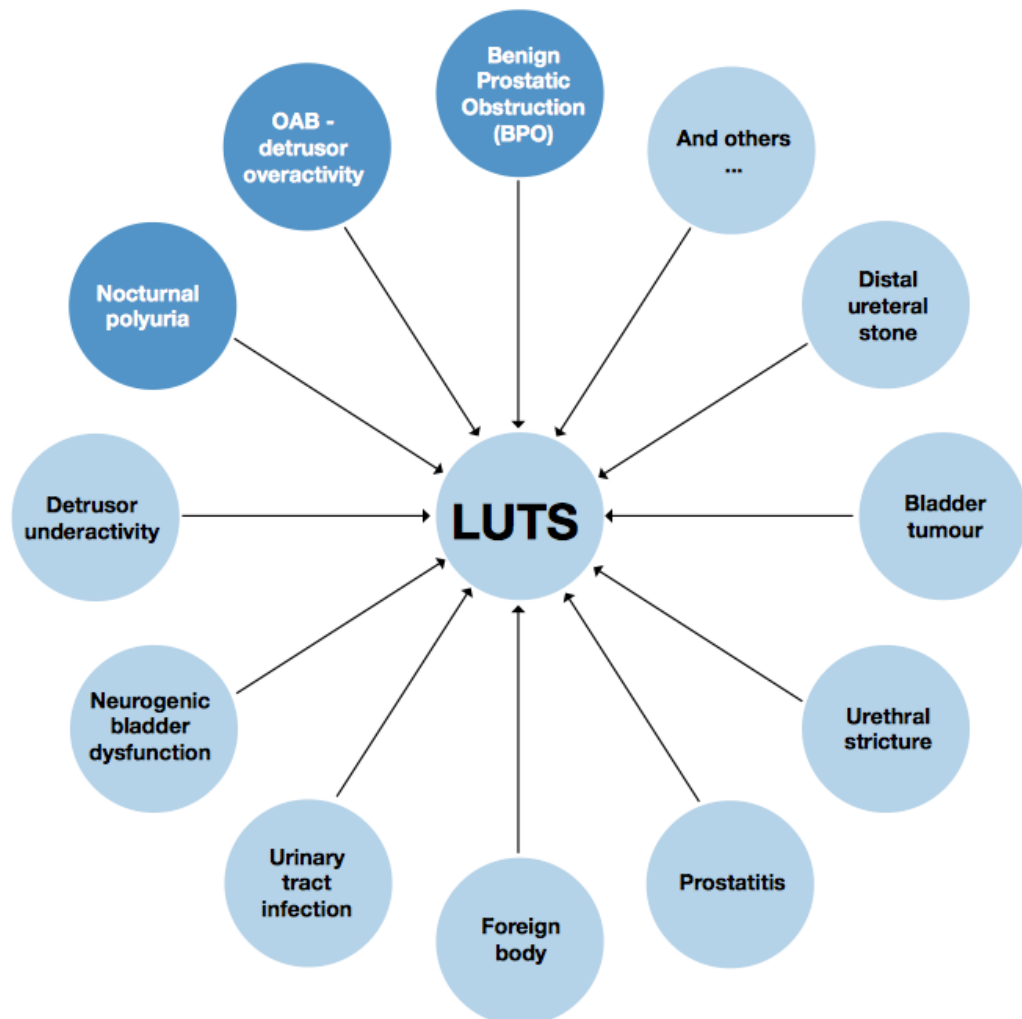 Benign
Prostatic
Obstruction
(BPO)
And others
...
Distal
ureteral
stone
Bladder
tumour
Urethral
stricture
Prostatitis
Foreign
body
Urinary
tract
infection
Neurogenic
bladder
dysfunction
Detrusor
underactivity
Nocturnal
polyuria
OAB -
detrusor
overactivity
LUTS